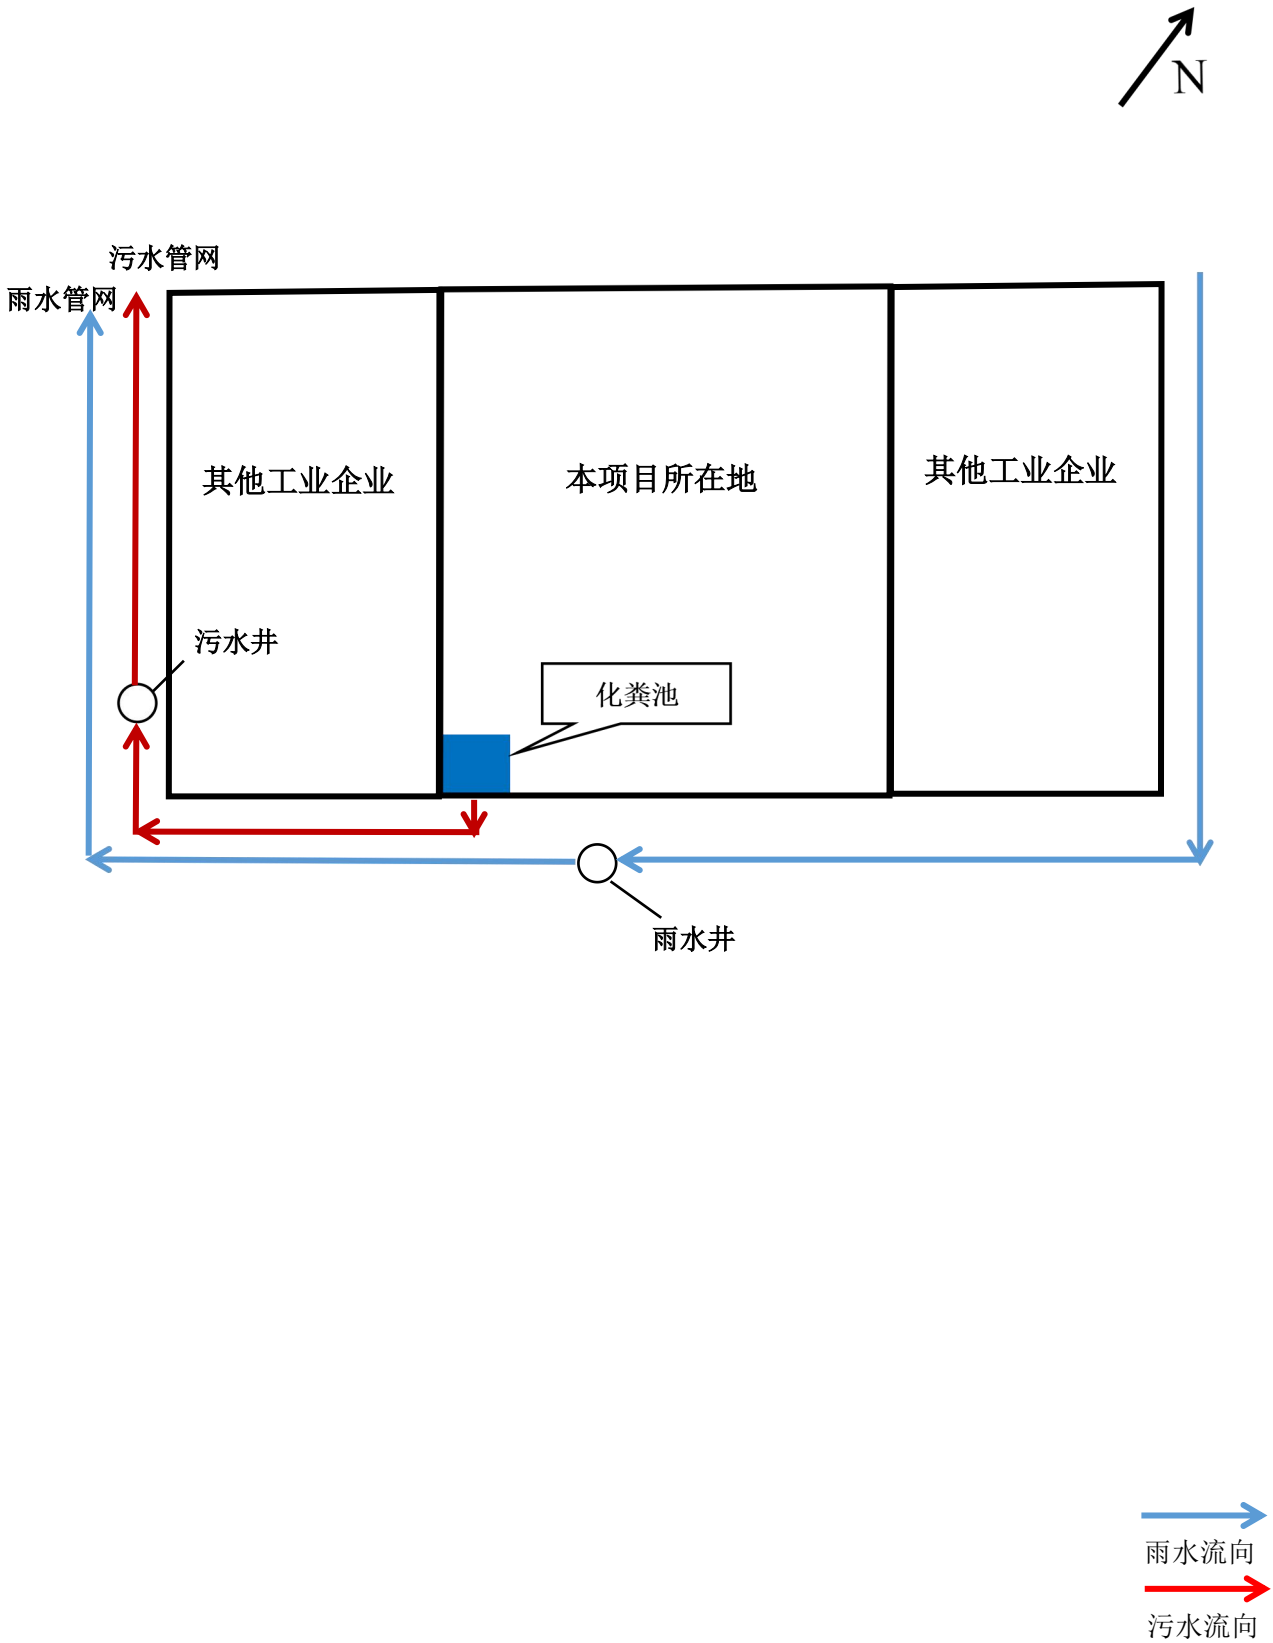 N
污水管网
雨水管网
其他工业企业
本项目所在地
其他工业企业
污水井
化粪池
雨水井
雨水流向
污水流向